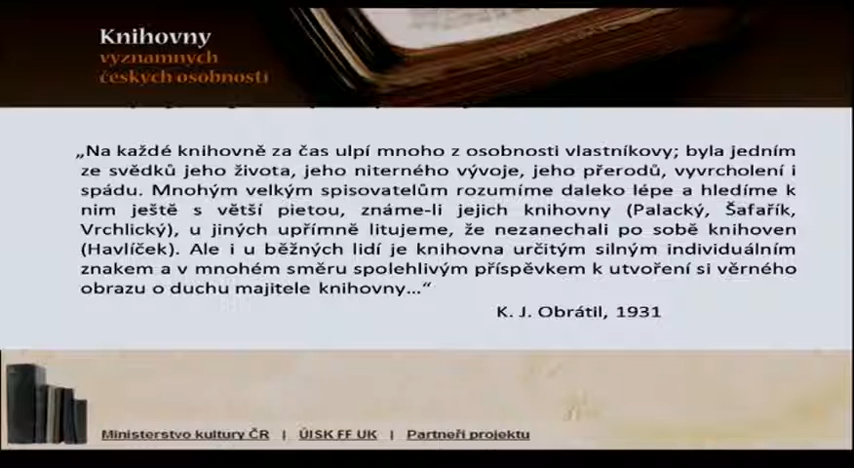 Knihovny
významných
českých osobností
„Na každé knihovně za čas ulpí mnoho z osobnosti vlastníkovy; byla jedním
ze svědků jeho života, jeho niterného vývoje, jeho přerodů, vyvrcholení i
spádu. Mnohým velkým spisovatelům rozumíme daleko lépe a hledíme k
nim ještě s větší pietou, známe-li jejich knihovny (Palacký, Šafařík,
Vrchlický), u jiných upřímně litujeme, že nezanechali po sobě knihoven
(Havlíček). Ale i u běžných lidí je knihovna určitým silným individuálním
znakem a v mnohém směru spolehlivým příspěvkem k utvoření si věrného
obrazu o duchu majitele knihovny…“
K. J. Obrátil, 1931
Ministerstvo kultury ČR | ÚISK FF UK | Partneři projektu